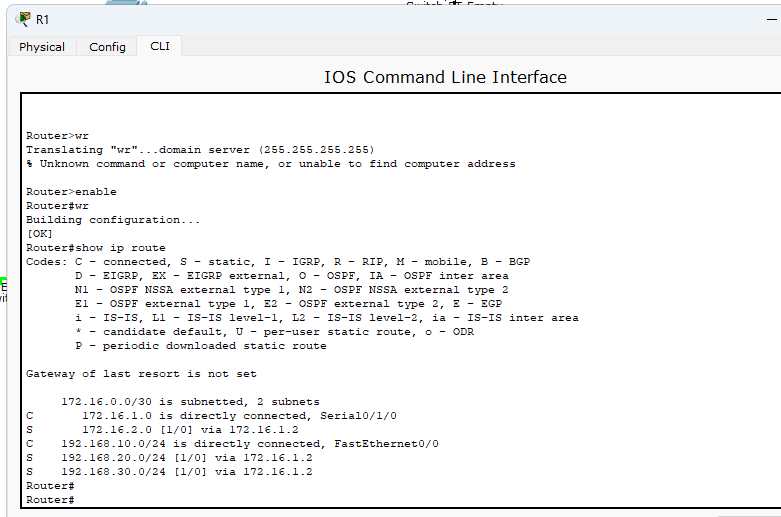 Switch-PT-Empty
R1
Physical Config CLI
IOS Command Line Interface
Router>wr
Translating "wr"...domain server (255.255.255.255)
% Unknown command or computer name, or unable to find computer address
Router>enable
Router#wr
Building configuration...
[OK]
Router#show ip route
Codes: C - connected, S - static, I - IGRP, R - RIP, M - mobile, B - BGP
D - EIGRP, EX - EIGRP external, O - OSPF, IA - OSPF inter area
N1 - OSPF NSSA external type 1, N2 - OSPF NSSA external type 2
E1 - OSPF external type 1, E2 - OSPF external type 2, E - EGP
i - IS-IS, L1 - IS-IS level-1, L2 - IS-IS level-2, ia - IS-IS inter area
* - candidate default, U - per-user static route, o - ODR
P - periodic downloaded static route
Gateway of last resort is not set
172.16.0.0/30 is subnetted, 2 subnets
C 172.16.1.0 is directly connected, Serial0/1/0
S 172.16.2.0 [1/0] via 172.16.1.2
C 192.168.10.0/24 is directly connected, FastEthernet0/0
S 192.168.20.0/24 [1/0] via 172.16.1.2
S 192.168.30.0/24 [1/0] via 172.16.1.2
Router#
Router#